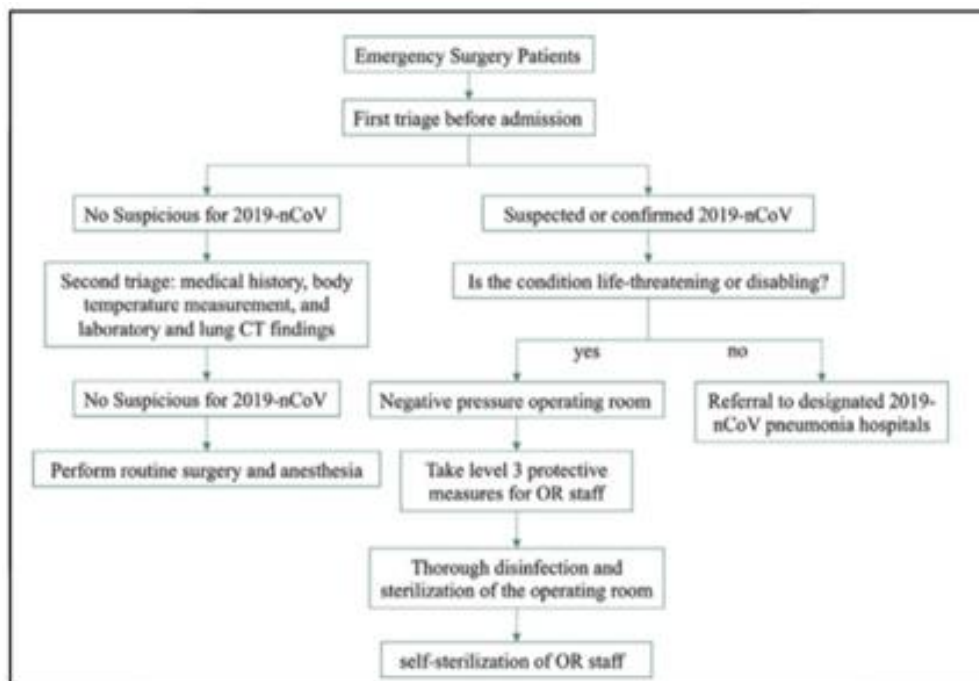 Emergency Surgery Patients
First triage before admission
No Suspicious for 2019-nCoV
Suspected or confirmed 2019-nCoV
Second triage: medical history, body
temperature measurement, and
laboratory and lung CT findings
Is the condition life-threatening or disabling?
yes
no
No Suspicious for 2019-nCoV
Negative pressure operating room
Referral to designated 2019-
nCoV pneumonia hospitals
Perform routine surgery and anesthesia
Take level 3 protective
measures for OR staff
Thorough disinfection and
sterilization of the operating room
self-sterilization of OR staff